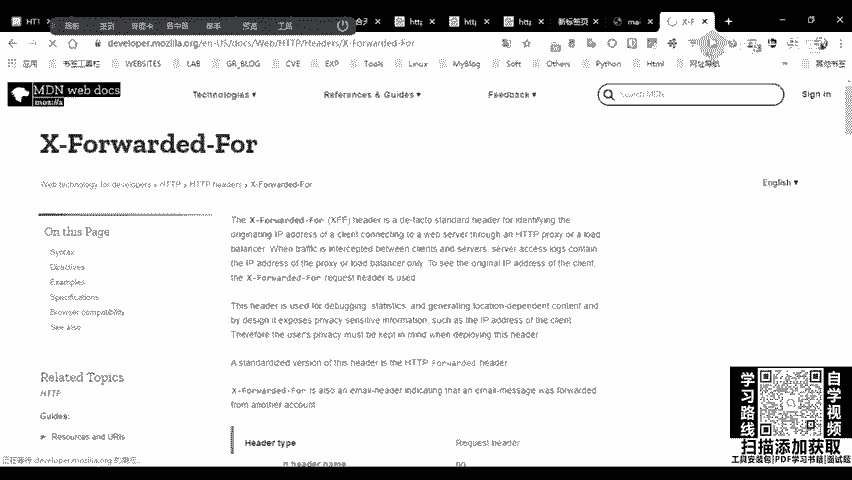 HT
htt
htt
htt
新标签页
mai
X-F
developer.mozilla.org/en-US/docs/Web/HTTP/Headers/X-Forwarded-For
应用
书签工具栏
WEBSITES
LAB
GR_BLOG
CVE
EXP
Tools
Linux
MyBlog
Soft
Others
Python
Html
网址导航
其他书签
MDN web docs
mozilla
Technologies ▾
References & Guides ▾
Feedback ▾
Search MDN
Sign in
X-Forwarded-For
Web technology for developers › HTTP › HTTP headers › X-Forwarded-For
English ▾
On this Page
Syntax
Directives
Examples
Specifications
Browser compatibility
See also
Related Topics
HTTP
Guides:
Resources and URIs
The X-Forwarded-For (XFF) header is a de-facto standard header for identifying the
originating IP address of a client connecting to a web server through an HTTP proxy or a load
balancer. When traffic is intercepted between clients and servers, server access logs contain
the IP address of the proxy or load balancer only. To see the original IP address of the client,
the X-Forwarded-For request header is used.
This header is used for debugging, statistics, and generating location-dependent content and
by design it exposes privacy sensitive information, such as the IP address of the client.
Therefore the user's privacy must be kept in mind when deploying this header.
A standardized version of this header is the HTTP Forwarded header.
X-Forwarded-For is also an email-header indicating that an email-message was forwarded
from another account.
Header type
Request header
header name
no
正在等待 developer.mozilla.org 的响应...
学习路线
自学视频
扫描添加获取
工具安装包|PDF学习书籍|面试题